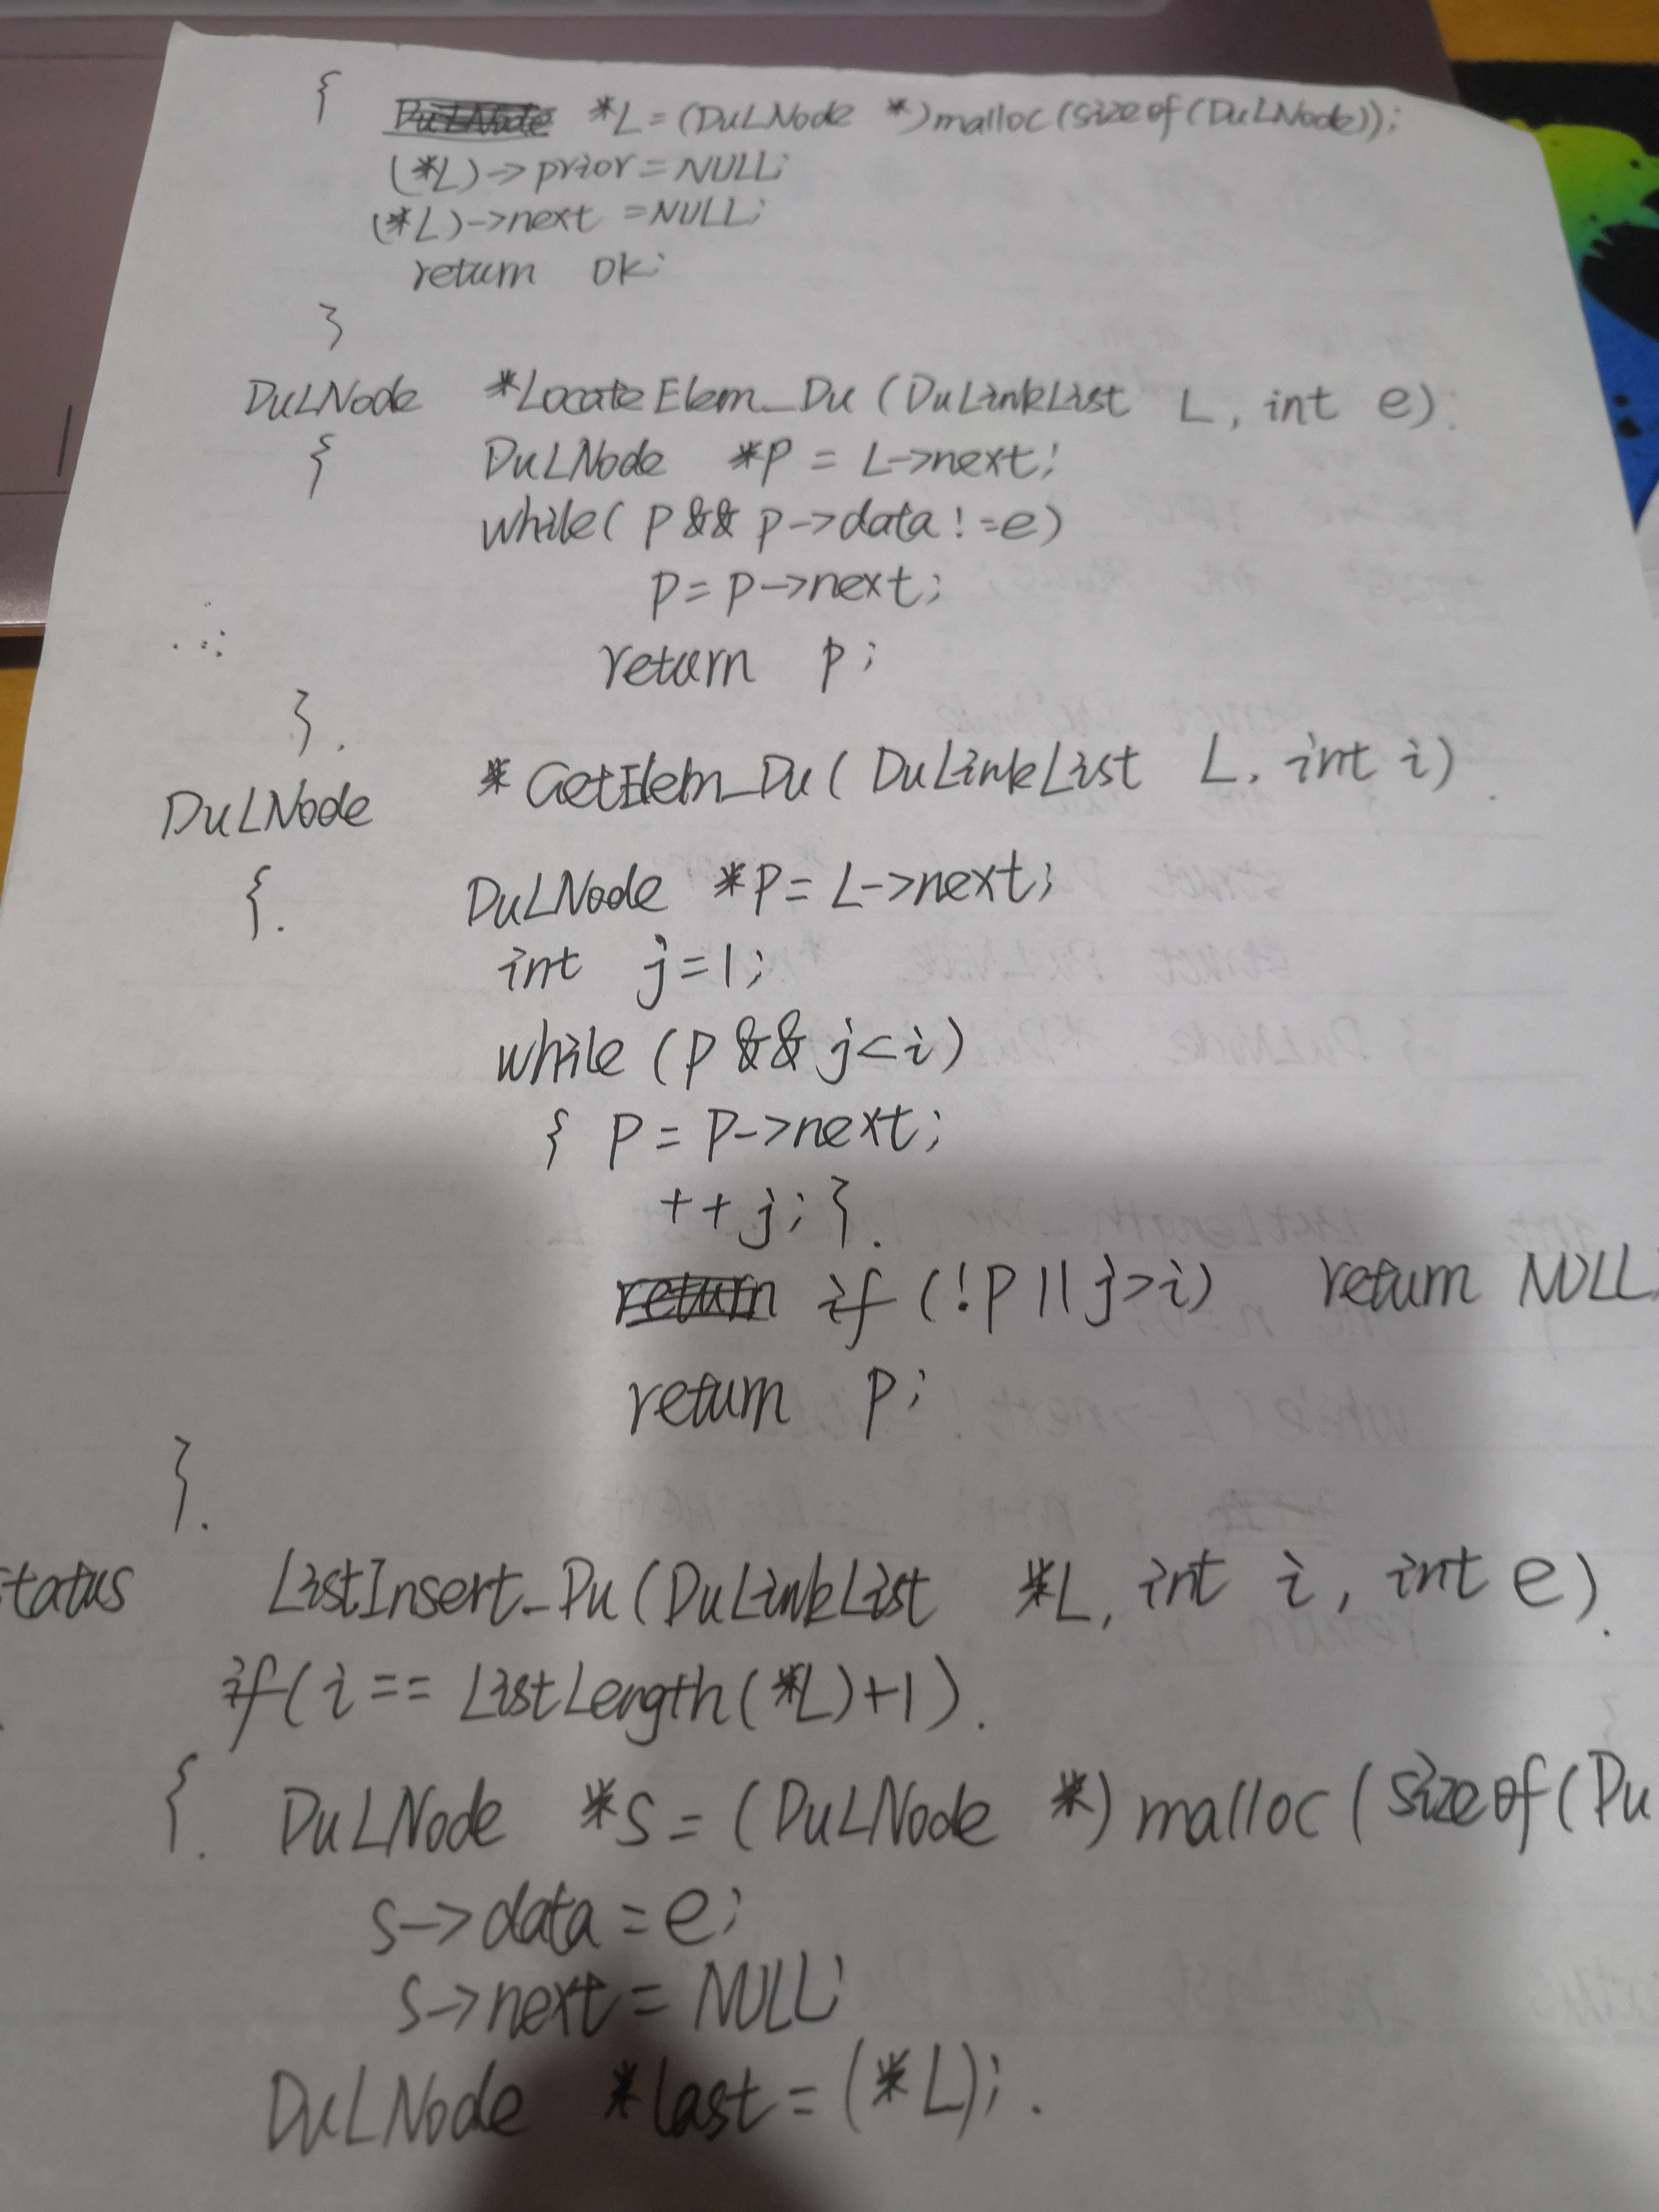 { *L=(DuLNode *)malloc(sizeof(DuLNode));
(*L)->prior=NULL;
(*L)->next =NULL;
return ok;
}
DuLNode *LocateElem_Du(DuLinkList L, int e)
{ DuLNode *p = L->next;
while( p && p->data !=e)
p=p->next;
return p;
}
DuLNode *GetElem_Du( DuLinkList L, int i)
{ DuLNode *p= L->next;
int j=1;
while (p && j<i)
{ p = p->next;
++j; }
if (!p || j>i) return NULL;
return p;
}
status ListInsert_Du(DuLinkList *L, int i, int e)
if(i== ListLength(*L)+1)
{ DuLNode *s=(DuLNode *)malloc(sizeof(Du
s->data=e;
s->next=NULL;
DuLNode *last=(*L);